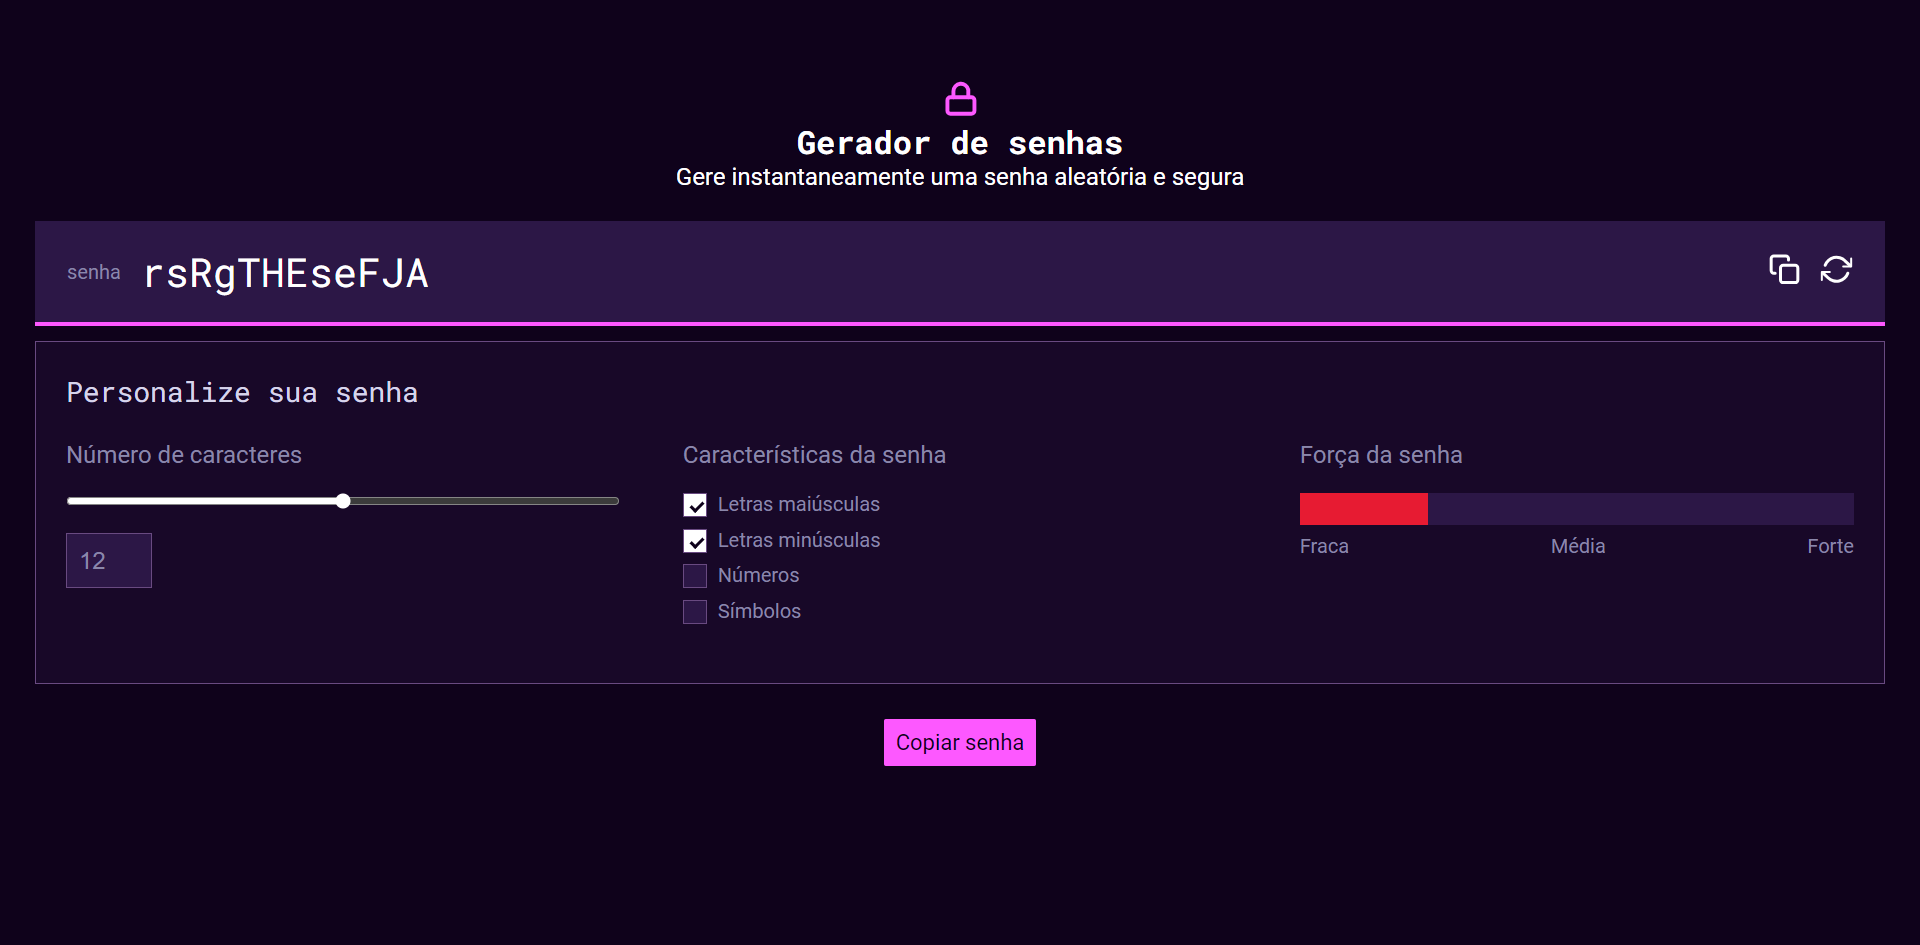 Gerador de senhas
Gere instantaneamente uma senha aleatória e segura
senha rsRgTHEseFJA
Personalize sua senha
Número de caracteres
12
Características da senha
Letras maiúsculas
Letras minúsculas
Números
Símbolos
Força da senha
Fraca Média Forte
Copiar senha